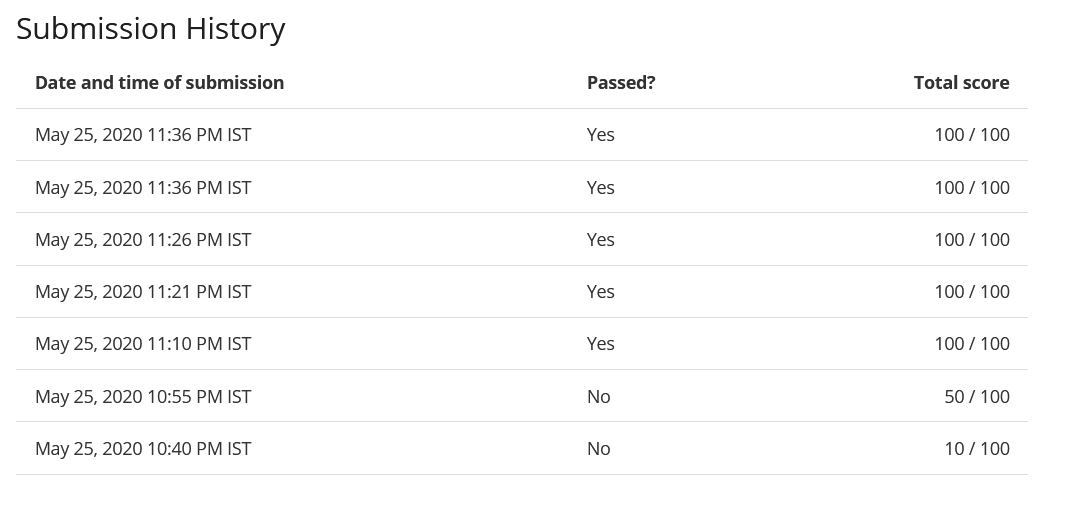 Submission History
Date and time of submission Passed? Total score
May 25, 2020 11:36 PM IST Yes 100 / 100
May 25, 2020 11:36 PM IST Yes 100 / 100
May 25, 2020 11:26 PM IST Yes 100 / 100
May 25, 2020 11:21 PM IST Yes 100 / 100
May 25, 2020 11:10 PM IST Yes 100 / 100
May 25, 2020 10:55 PM IST No 50 / 100
May 25, 2020 10:40 PM IST No 10 / 100